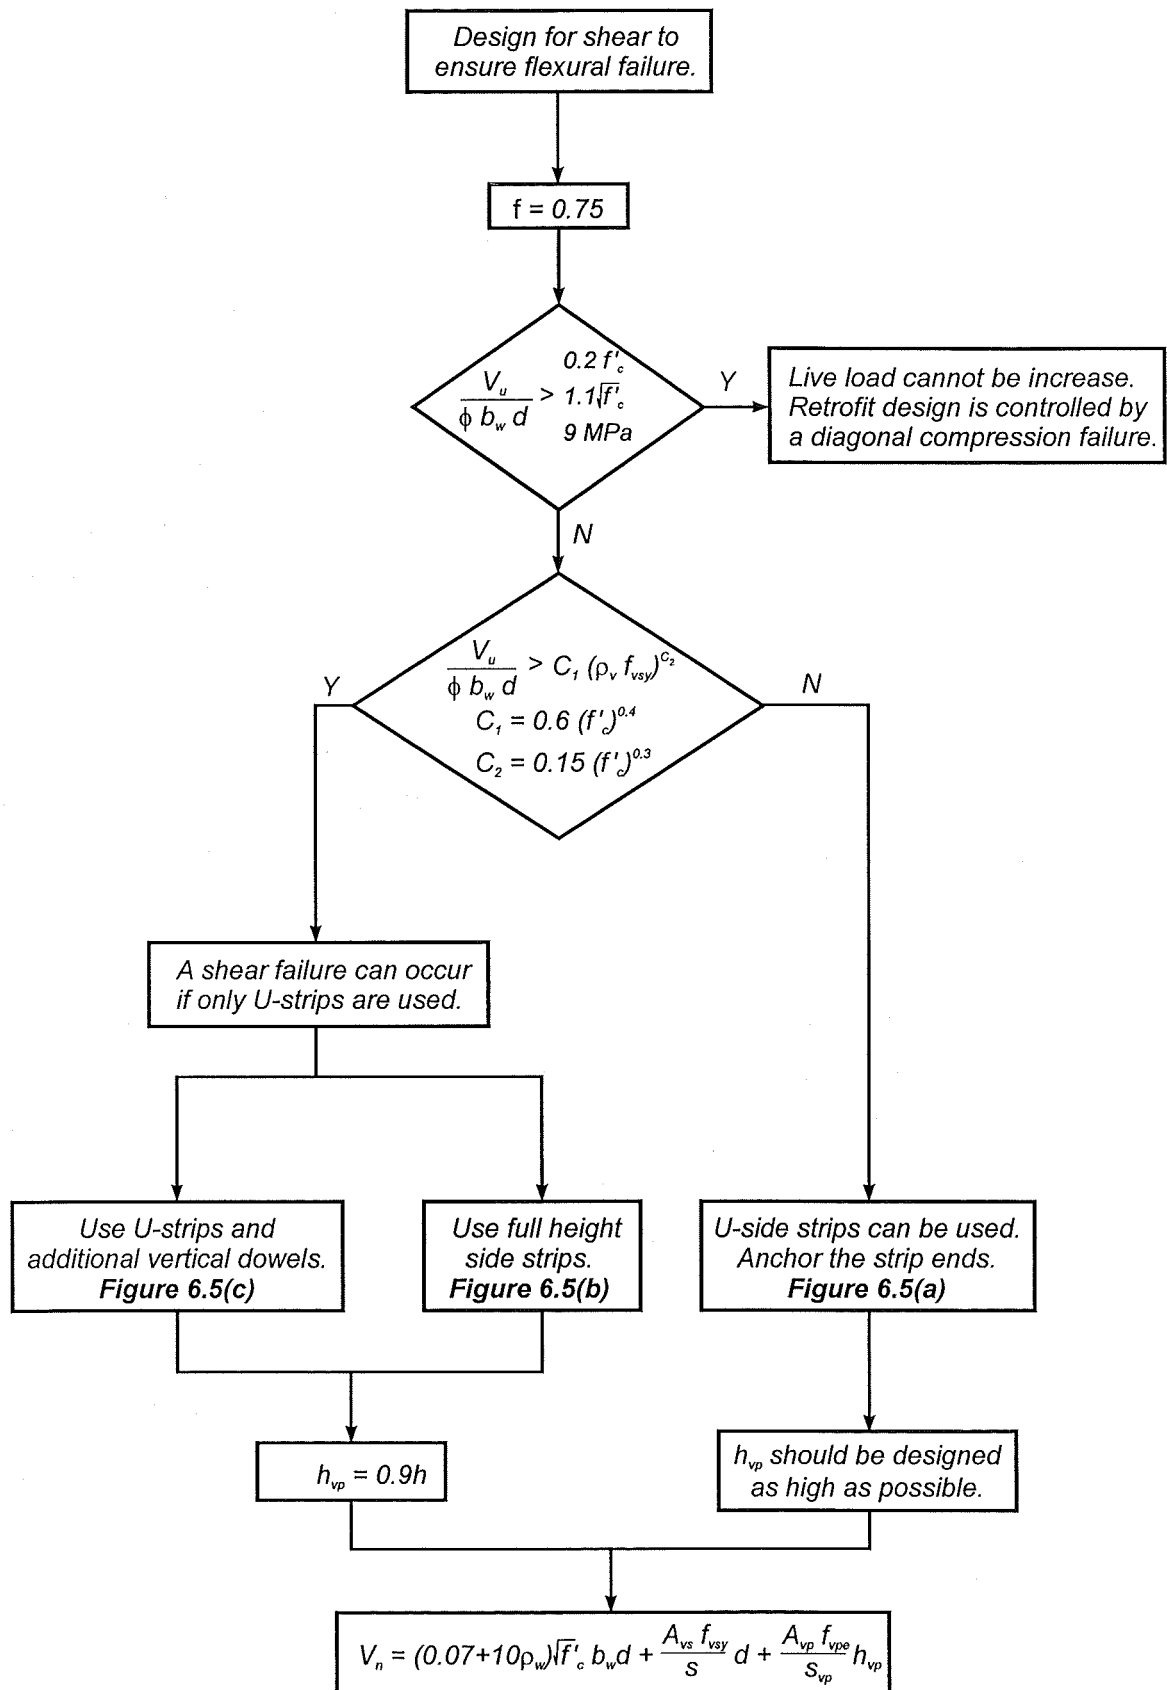 Design for shear to
ensure flexural failure.
f = 0.75
V_u / ϕ b_w d > 0.2 f'_c
1.1√f'_c
9 MPa
Y
Live load cannot be increase.
Retrofit design is controlled by
a diagonal compression failure.
N
V_u / ϕ b_w d > C_1 (ρ_v f_vsy)^C_2
C_1 = 0.6 (f'_c)^0.4
C_2 = 0.15 (f'_c)^0.3
Y
N
A shear failure can occur
if only U-strips are used.
Use U-strips and
additional vertical dowels.
Figure 6.5(c)
Use full height
side strips.
Figure 6.5(b)
U-side strips can be used.
Anchor the strip ends.
Figure 6.5(a)
h_vp = 0.9h
h_vp should be designed
as high as possible.
V_n = (0.07+10ρ_w)√f'_c b_w d + A_vs f_vsy / s d + A_vp f_vpe / s_vp h_vp